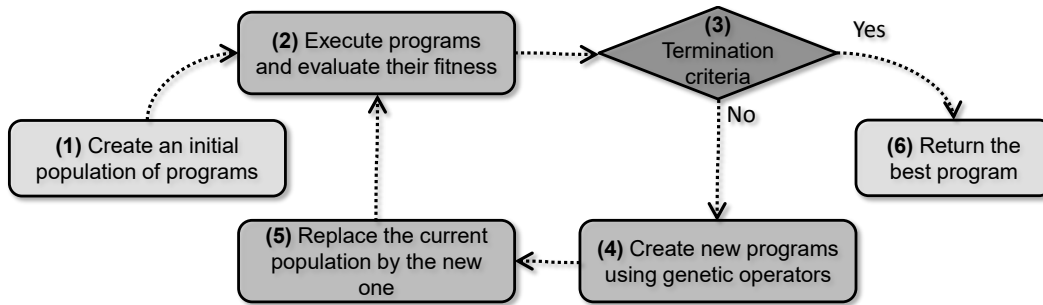 (1) Create an initial
population of programs
(2) Execute programs
and evaluate their fitness
(3)
Termination
criteria
Yes
No
(4) Create new programs
using genetic operators
(5) Replace the current
population by the new
one
(6) Return the
best program